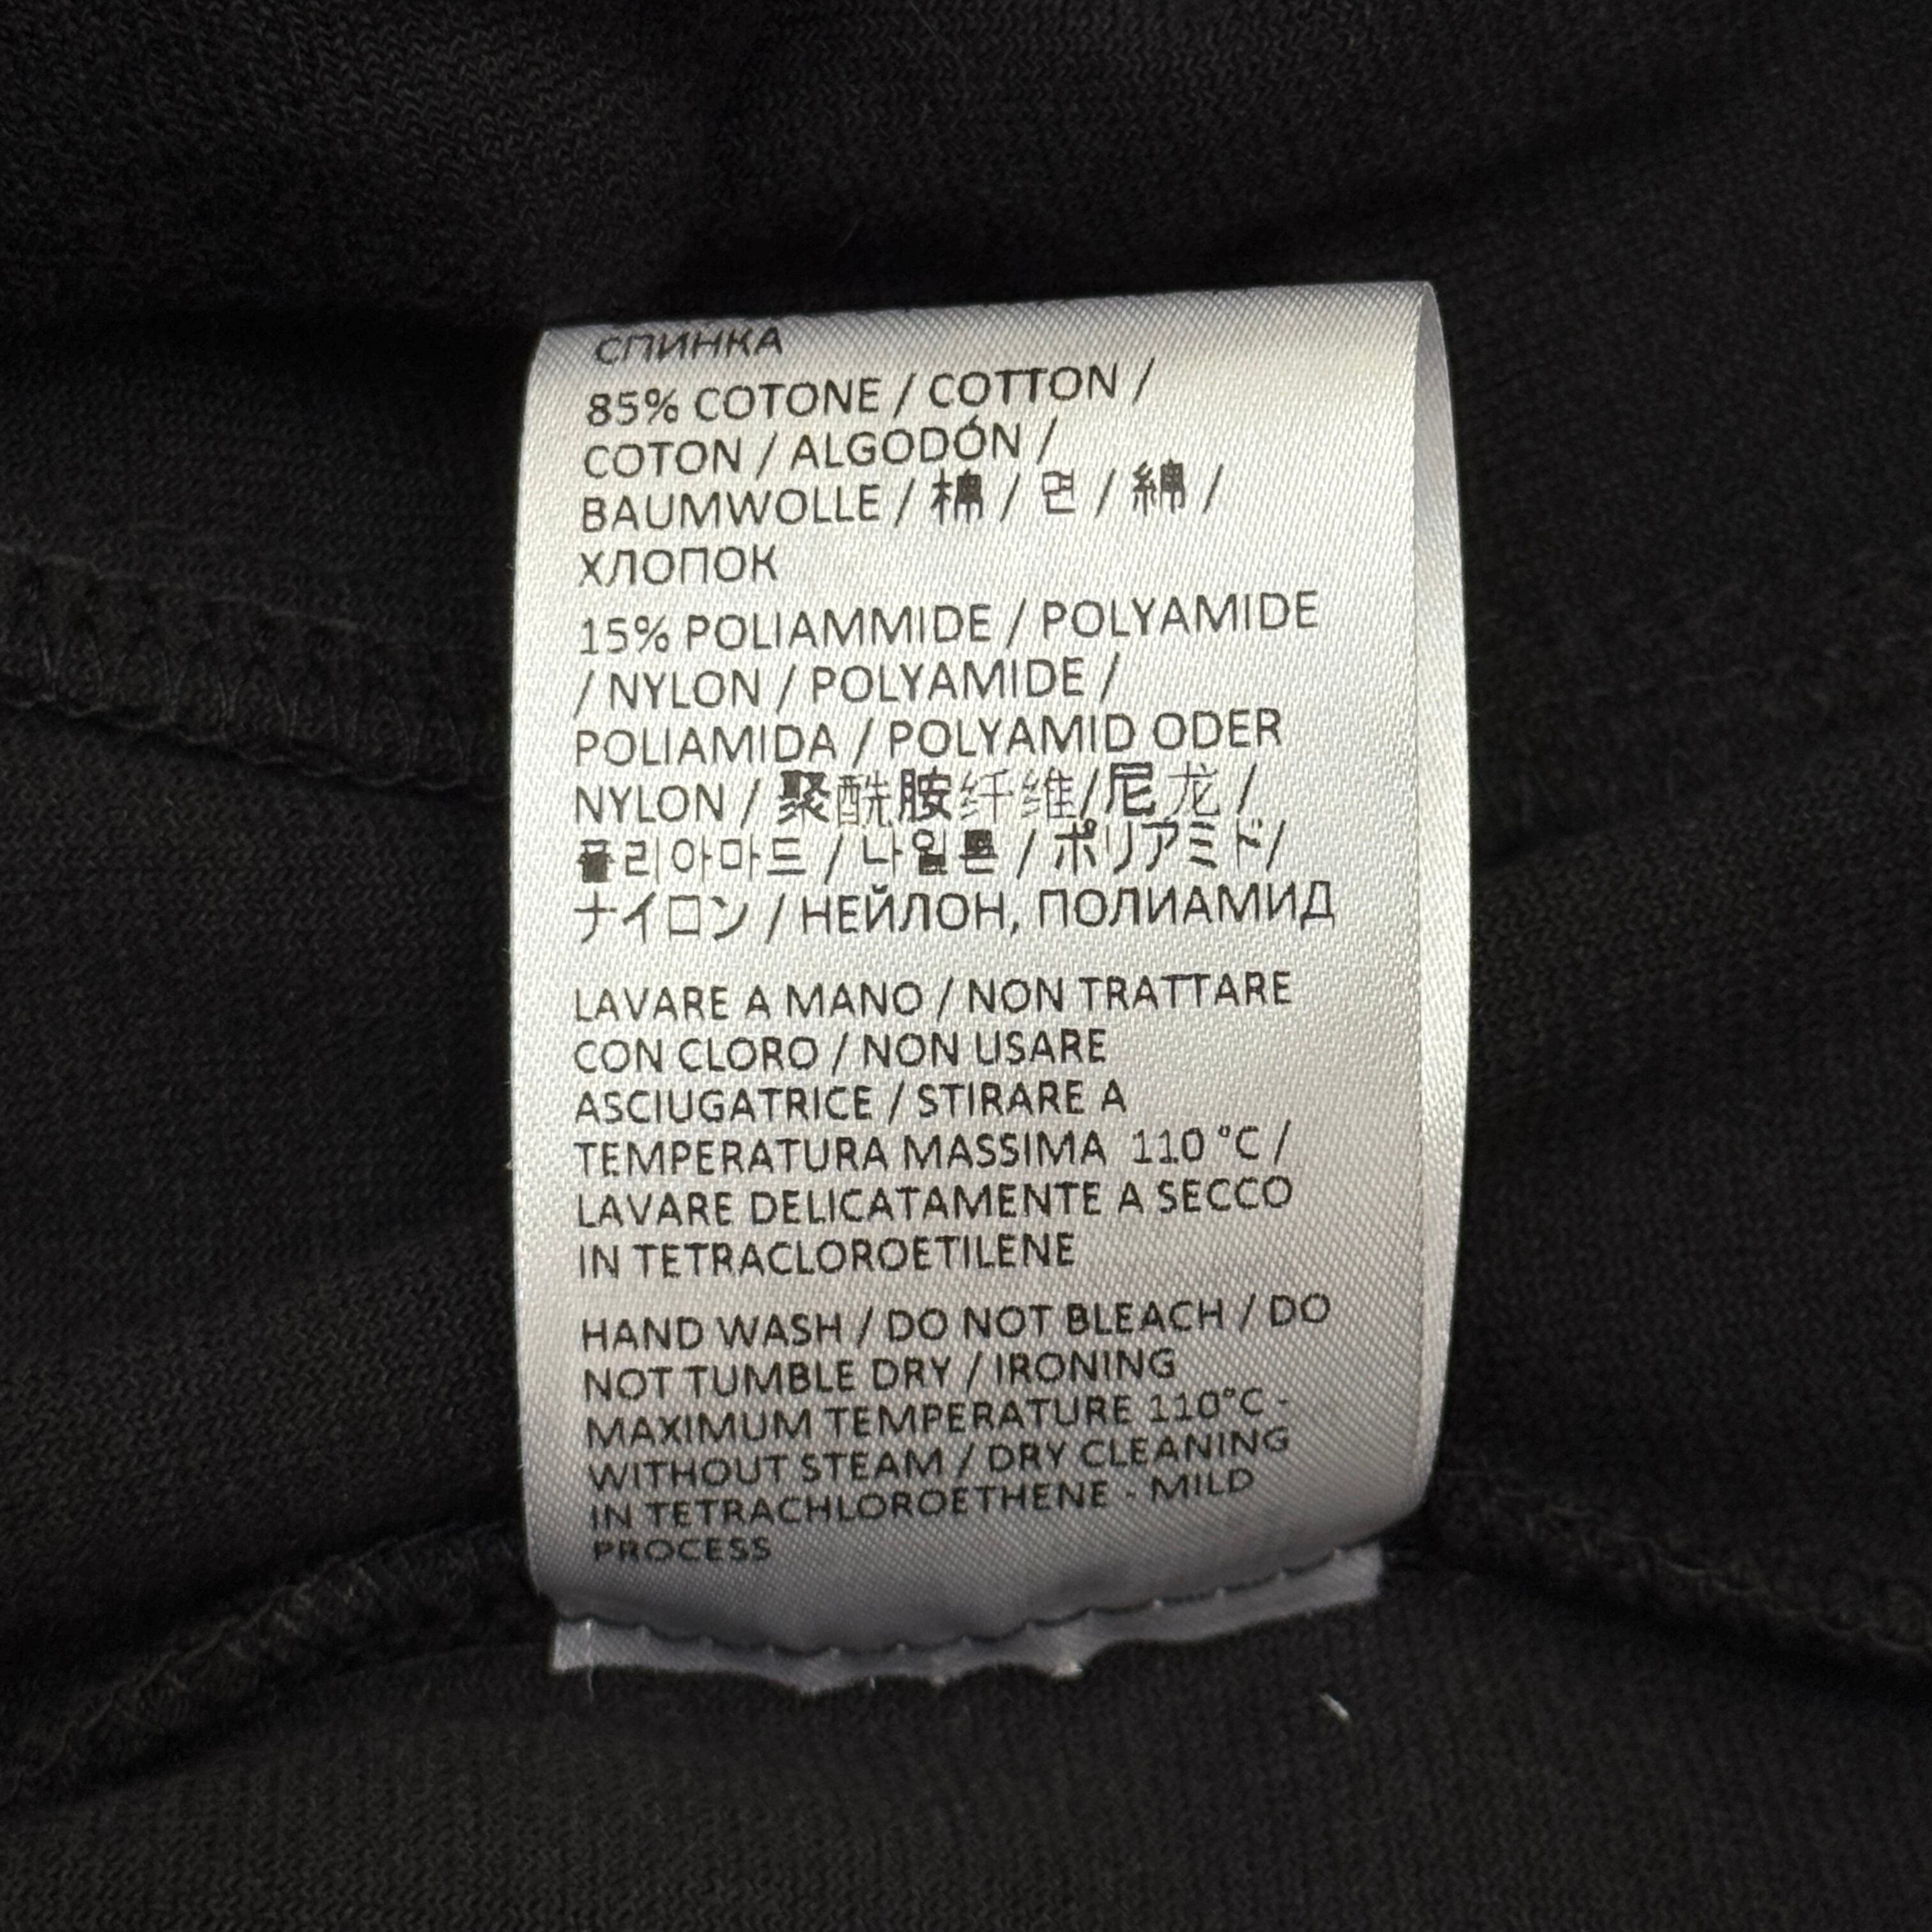 СПИНКА
85% COTONE / COTTON /
COTON / ALGODÓN /
BAUMWOLLE / 棉 / 면 / 綿 /
ХЛОПОК
15% POLIAMMIDE / POLYAMIDE
/ NYLON / POLYAMIDE /
POLIAMIDA / POLYAMID ODER
NYLON / 聚酰胺纤维/尼龙 /
폴리아마드 / 나일론 / ポリアミド/
ナイロン / НЕЙЛОН, ПОЛИАМИД
LAVARE A MANO / NON TRATTARE
CON CLORO / NON USARE
ASCIUGATRICE / STIRARE A
TEMPERATURA MASSIMA 110 °C /
LAVARE DELICATAMENTE A SECCO
IN TETRACLOROETILENE
HAND WASH / DO NOT BLEACH / DO
NOT TUMBLE DRY / IRONING
MAXIMUM TEMPERATURE 110°C -
WITHOUT STEAM / DRY CLEANING
IN TETRACHLOROETHENE - MILD
PROCESS